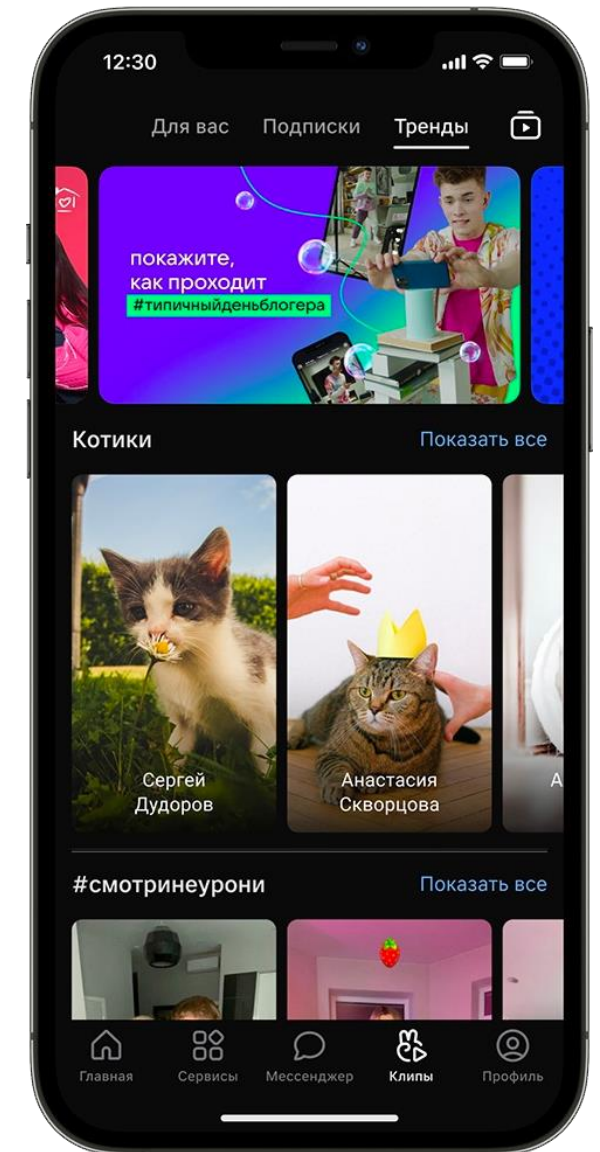 12:30
Для вас Подписки Тренды
покажите,
как проходит
#типичныйденьблогера
Котики Показать все
Сергей
Дудоров
Анастасия
Скворцова
А
#смотринеурони Показать все
Главная Сервисы Мессенджер Клипы Профиль